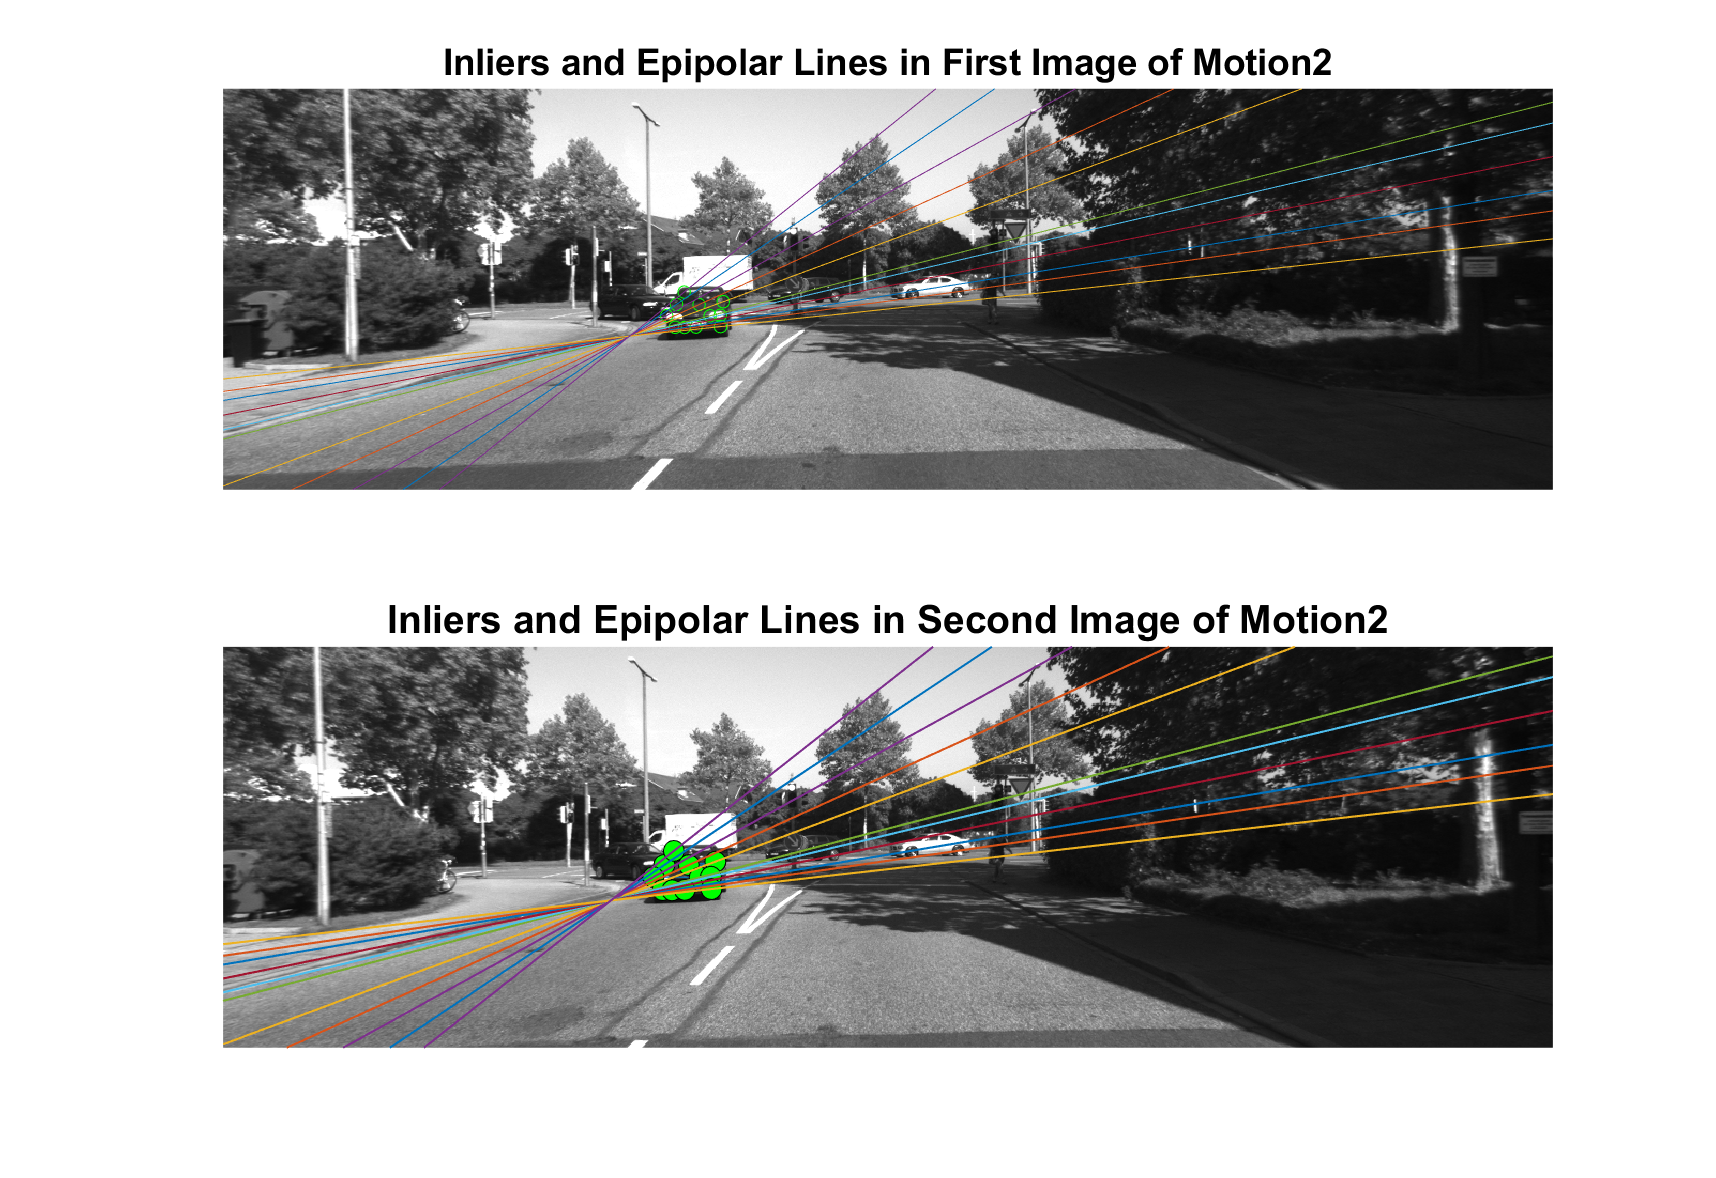 Inliers and Epipolar Lines in First Image of Motion2
Inliers and Epipolar Lines in Second Image of Motion2